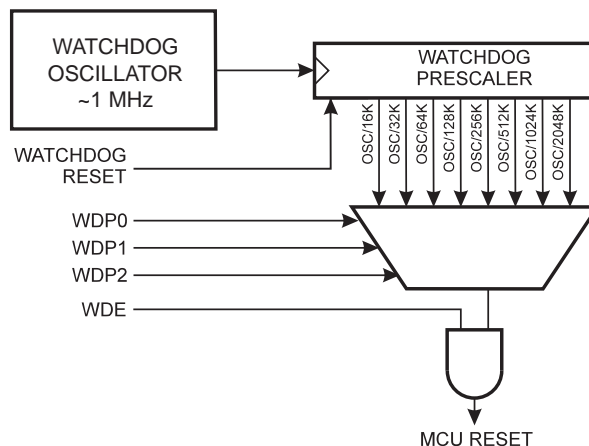 WATCHDOG
OSCILLATOR
~1 MHz
WATCHDOG
PRESCALER
WATCHDOG
RESET
OSC/16K
OSC/32K
OSC/64K
OSC/128K
OSC/256K
OSC/512K
OSC/1024K
OSC/2048K
WDP0
WDP1
WDP2
WDE
MCU RESET